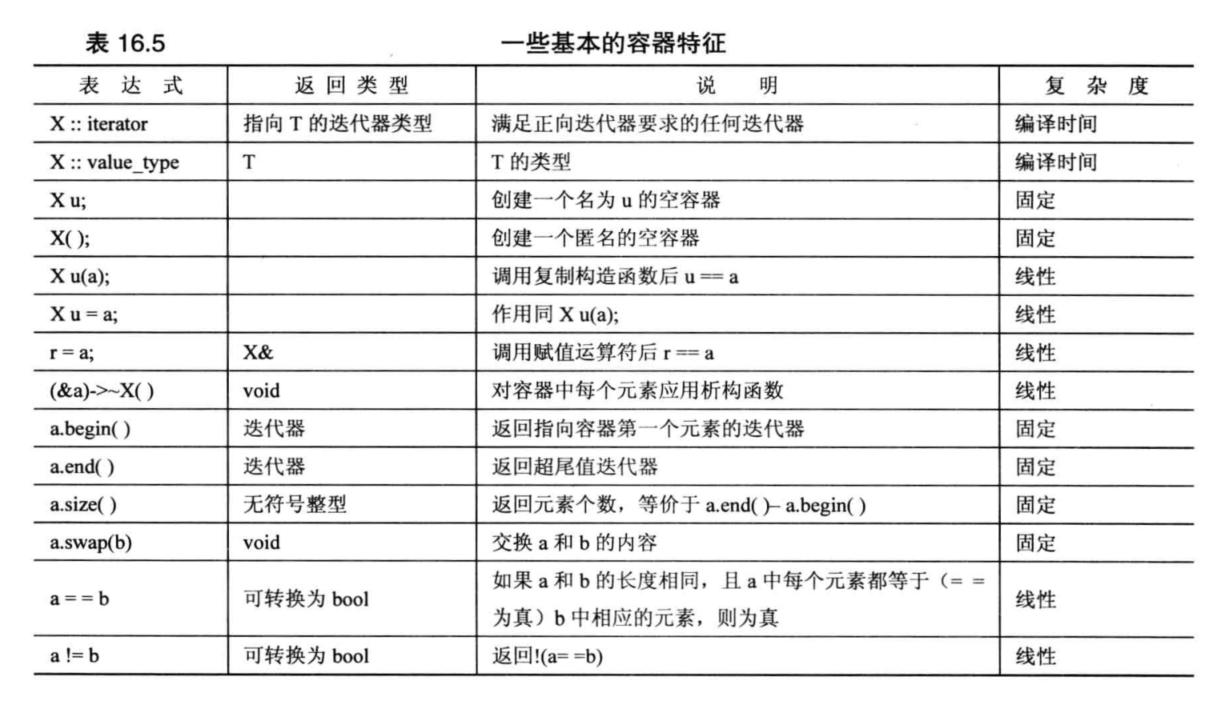 表 16.5 一些基本的容器特征
表 达 式 返 回 类 型 说 明 复 杂 度
X :: iterator 指向 T 的迭代器类型 满足正向迭代器要求的任何迭代器 编译时间
X :: value_type T T 的类型 编译时间
X u; 创建一个名为 u 的空容器 固定
X( ); 创建一个匿名的空容器 固定
X u(a); 调用复制构造函数后 u == a 线性
X u = a; 作用同 X u(a); 线性
r = a; X& 调用赋值运算符后 r == a 线性
(&a)->~X( ) void 对容器中每个元素应用析构函数 线性
a.begin( ) 迭代器 返回指向容器第一个元素的迭代器 固定
a.end( ) 迭代器 返回超尾值迭代器 固定
a.size( ) 无符号整型 返回元素个数，等价于 a.end( )– a.begin( ) 固定
a.swap(b) void 交换 a 和 b 的内容 固定
a = = b 可转换为 bool 如果 a 和 b 的长度相同，且 a 中每个元素都等于（= =
为真）b 中相应的元素，则为真 线性
a != b 可转换为 bool 返回!(a= =b) 线性